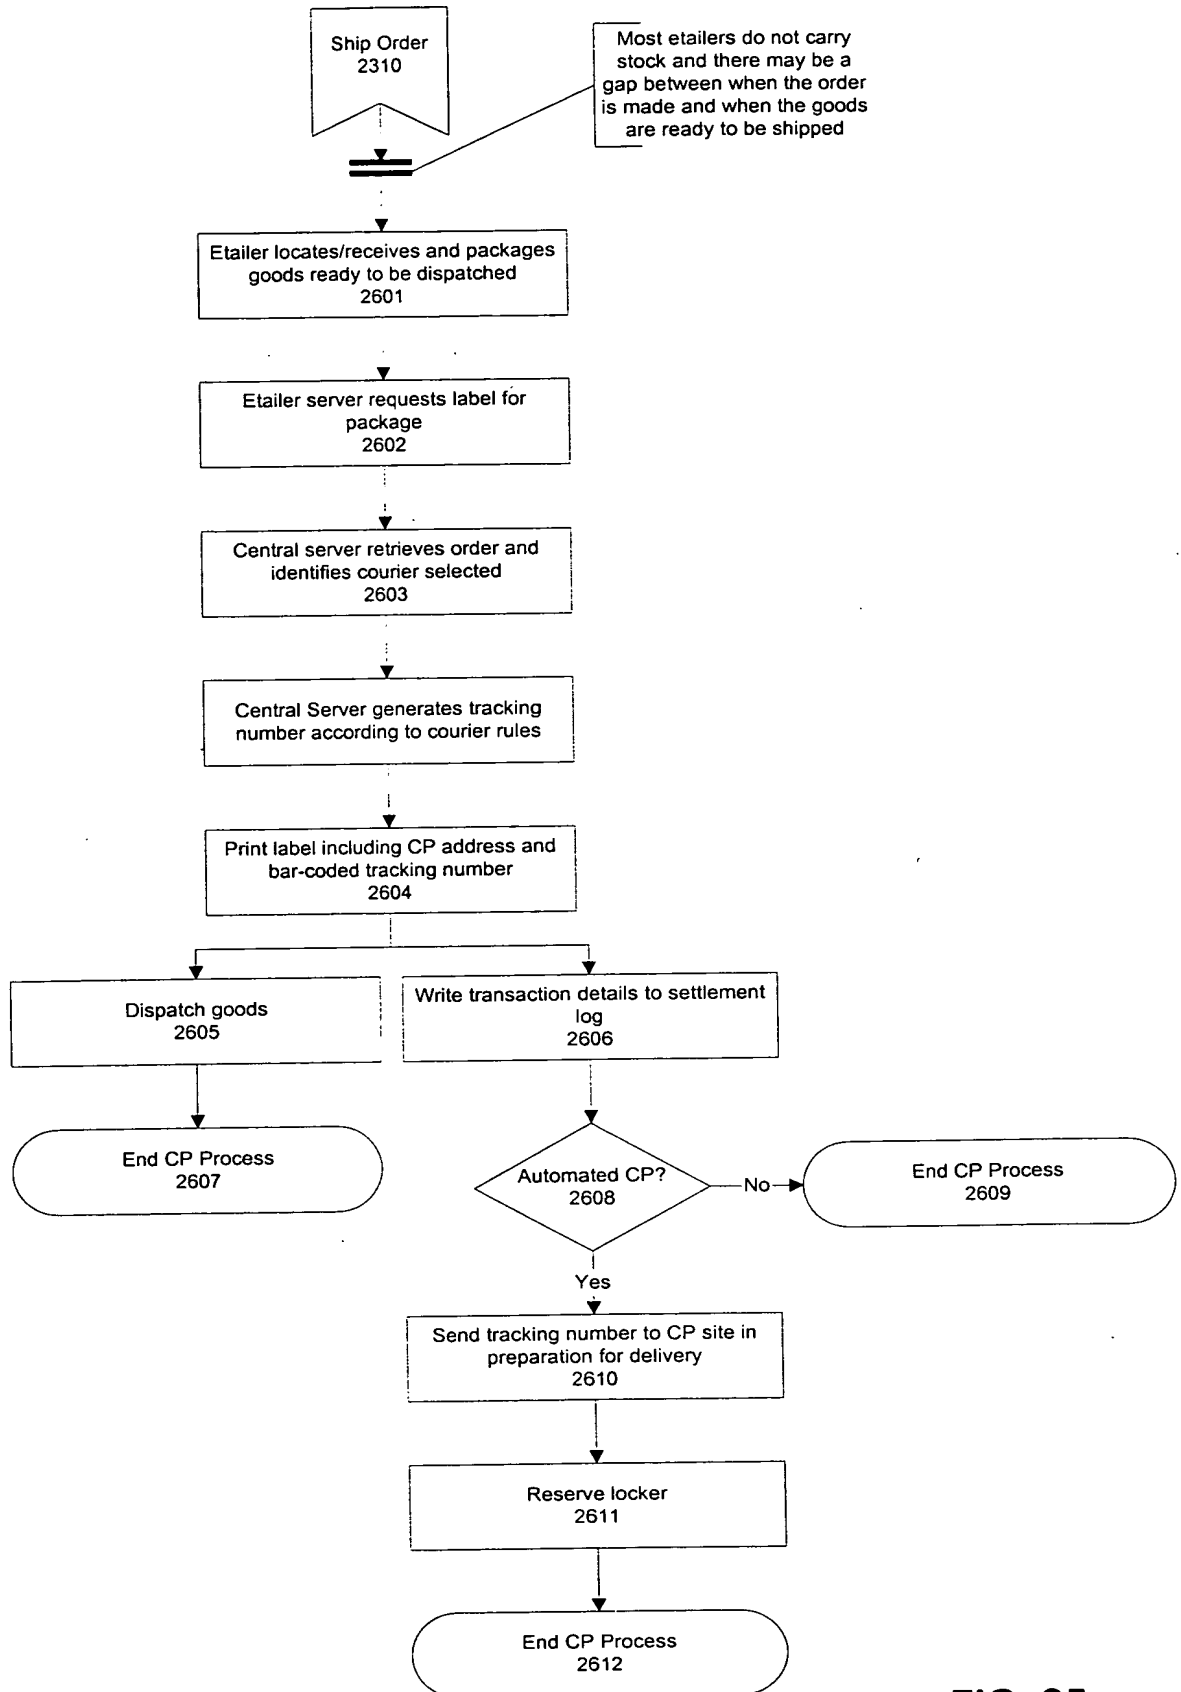 Ship Order
2310
Most etailers do not carry
stock and there may be a
gap between when the order
is made and when the goods
are ready to be shipped
Etailer locates/receives and packages
goods ready to be dispatched
2601
Etailer server requests label for
package
2602
Central server retrieves order and
identifies courier selected
2603
Central Server generates tracking
number according to courier rules
Print label including CP address and
bar-coded tracking number
2604
Dispatch goods
2605
Write transaction details to settlement
log
2606
End CP Process
2607
Automated CP?
2608
No
End CP Process
2609
Yes
Send tracking number to CP site in
preparation for delivery
2610
Reserve locker
2611
End CP Process
2612